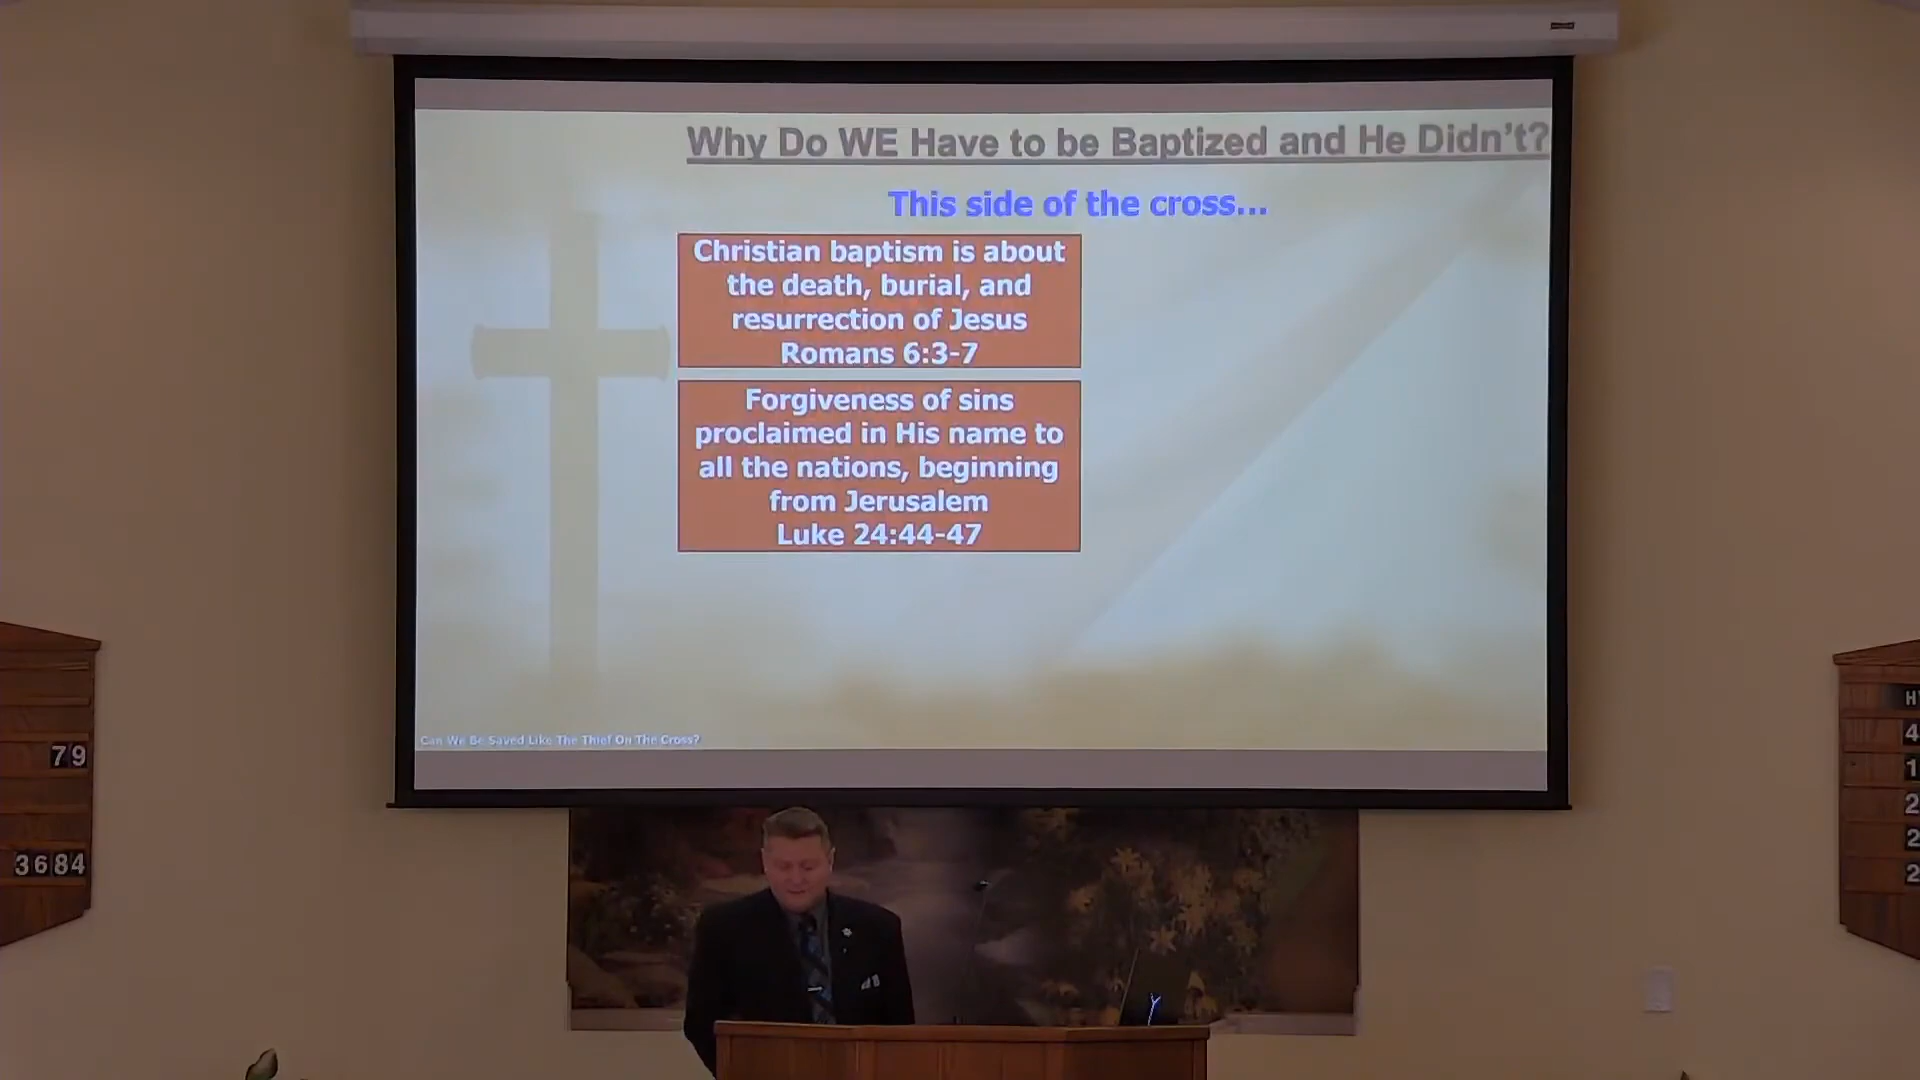 Why Do WE Have to be Baptized and He Didn't?
This side of the cross...
Christian baptism is about
the death, burial, and
resurrection of Jesus
Romans 6:3-7
Forgiveness of sins
proclaimed in His name to
all the nations, beginning
from Jerusalem
Luke 24:44-47
Can We Be Saved Like The Thief On The Cross?
79
3684